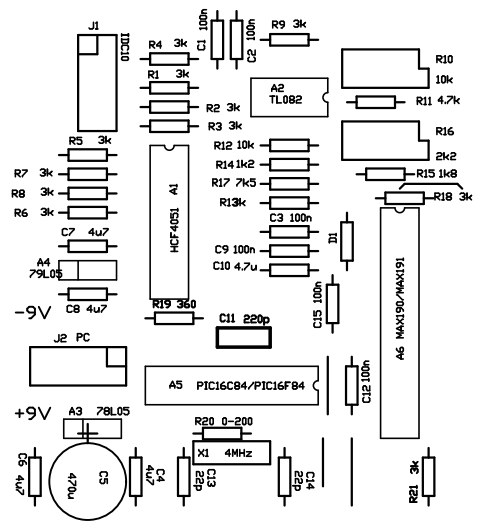 J1
IDC10
R4 3k
C1 100n
C2 100n
R9 3k
R10
10k
R1 3k
A2
TL082
R2 3k
R11 4.7k
R3 3k
R16
2k2
R5 3k
R12 10k
R14 1k2
R7 3k
R15 1k8
R17 7k5
R8 3k
R18 3k
R13 1k
R6 3k
A1
HCF4051
C3 100n
C7 4u7
D1
C9 100n
A4
79L05
C10 4.7u
C15 100n
A6 MAX190/MAX191
C8 4u7
-9V
R19 360
C11 220p
J2 PC
A5 PIC16C84/PIC16F84
C12 100n
+9V
A3 78L05
R20 0-200
X1 4MHz
C6 4u7
C5
470u
C4 4u7
C13 22p
C14 22p
R21 3k